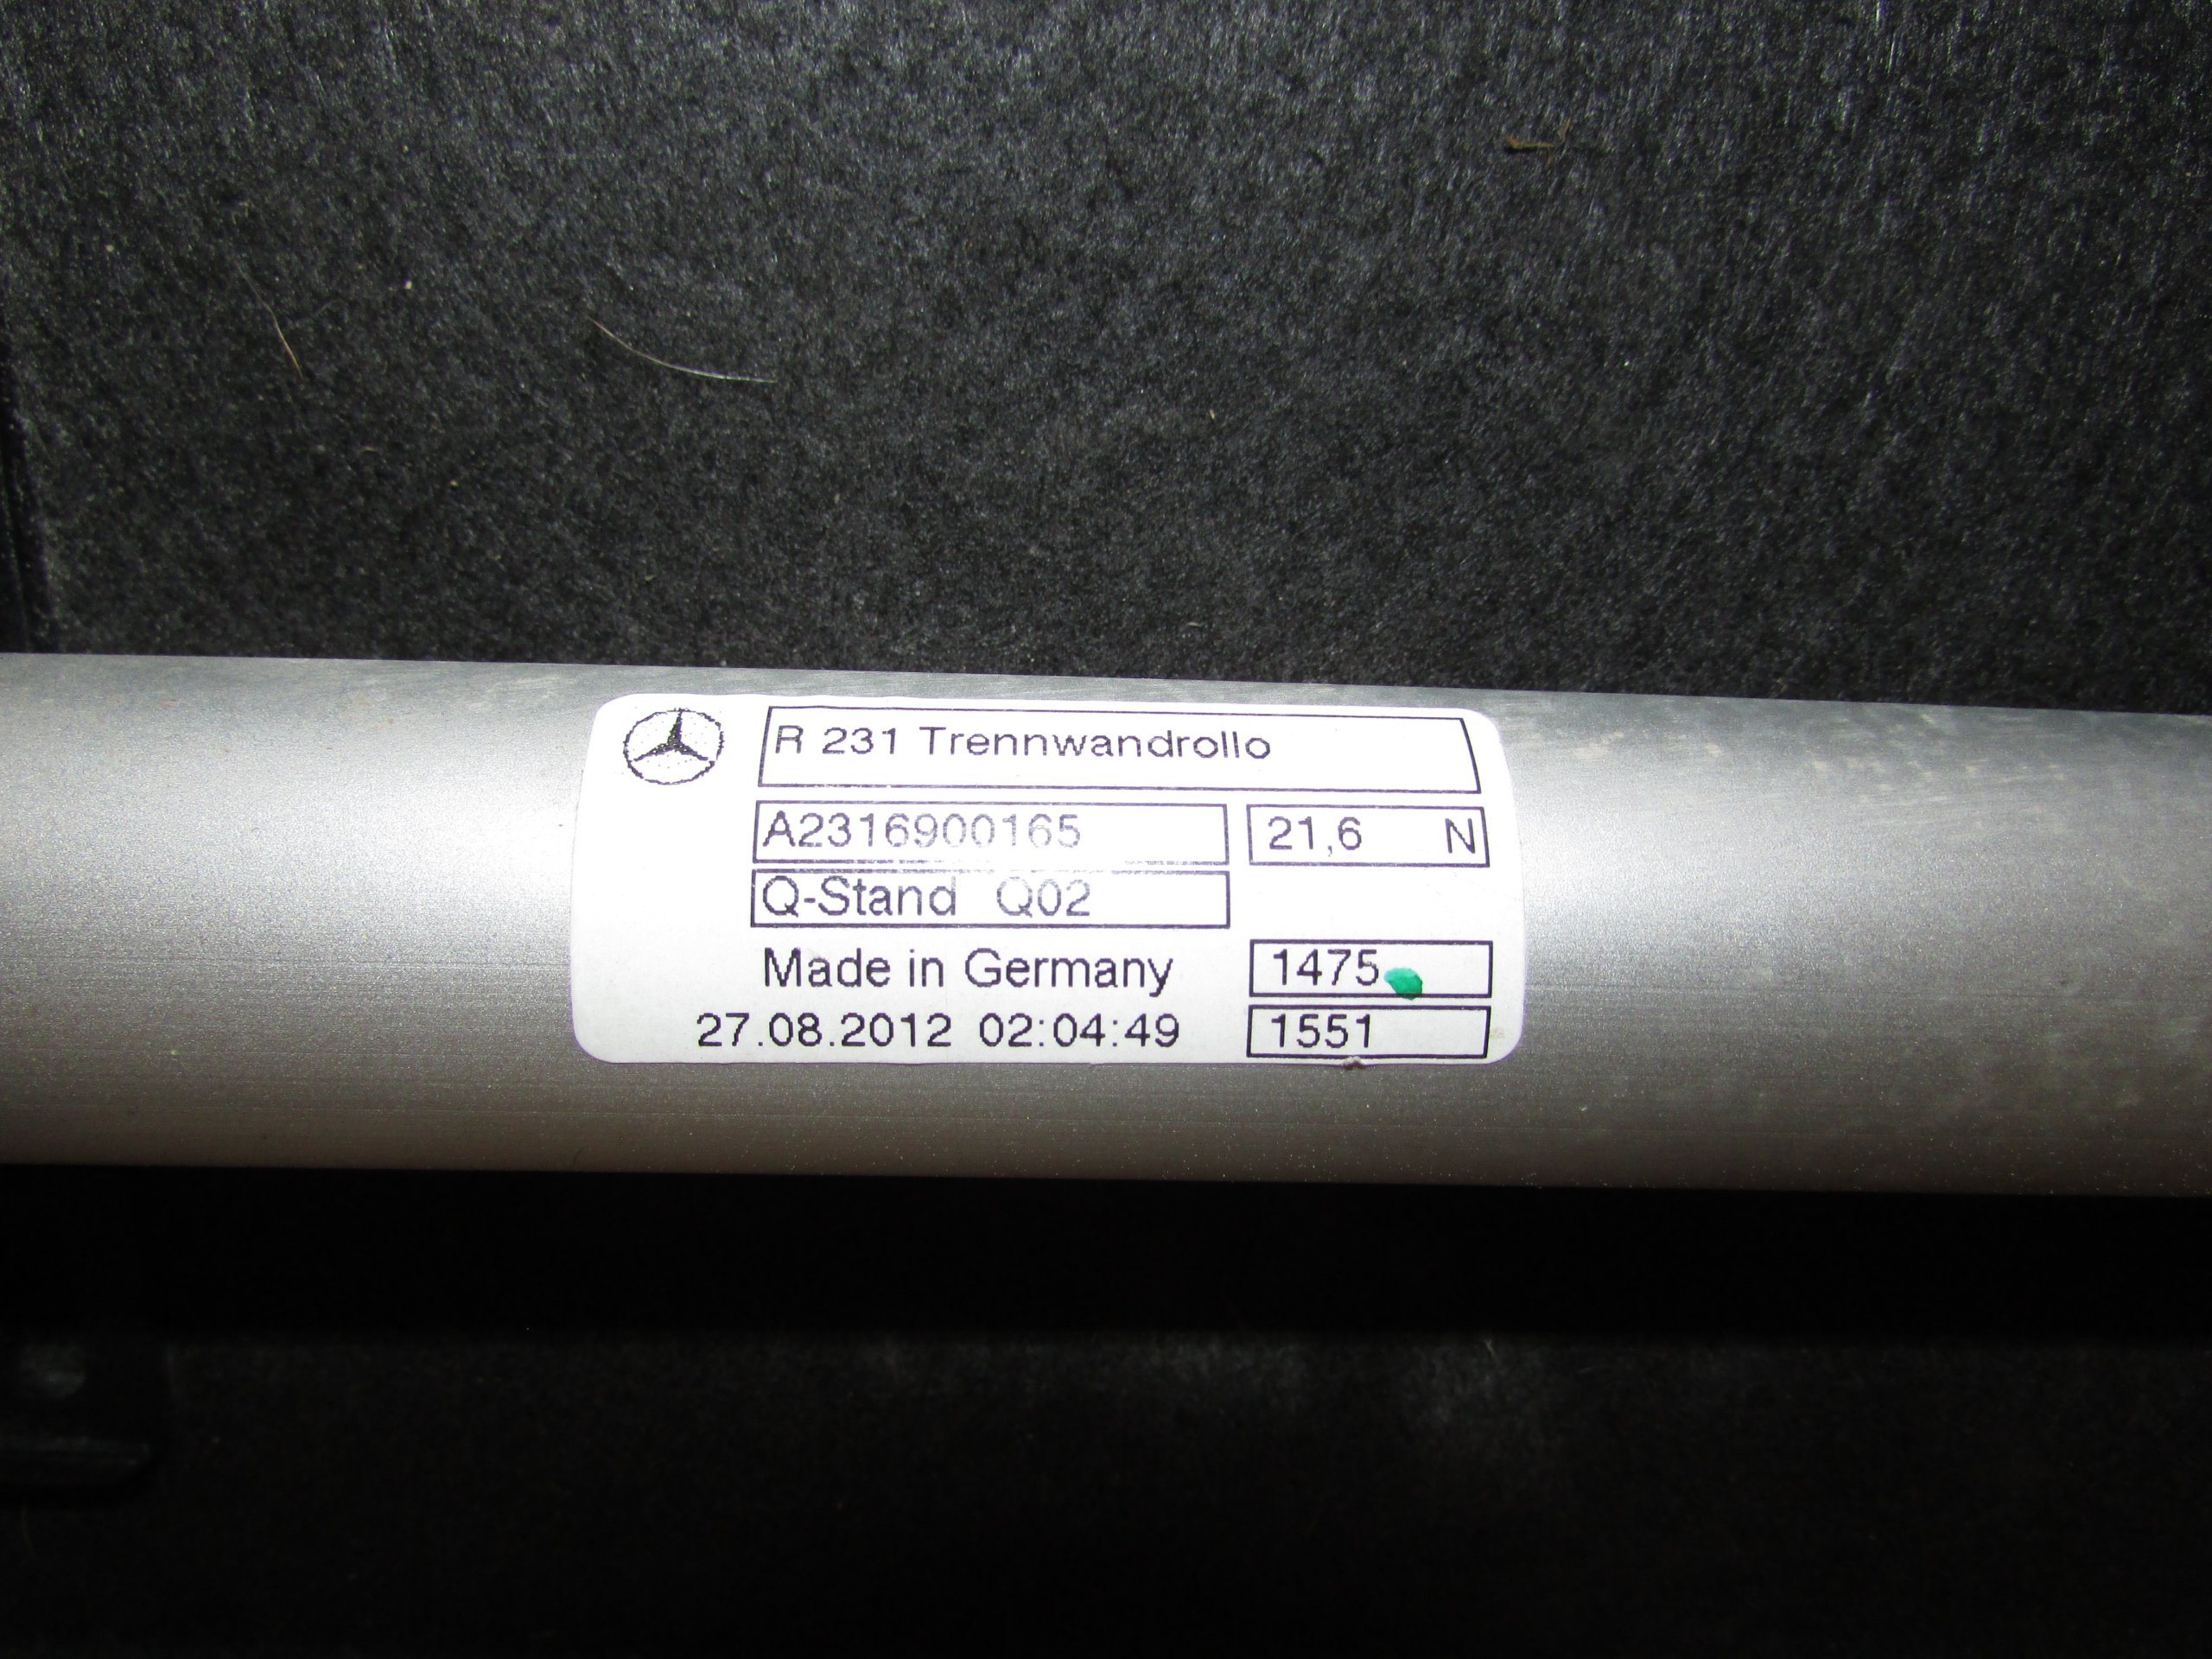 R 231 Trennwandrollo
A2316900165 21,6 N
Q-Stand Q02
Made in Germany 1475
27.08.2012 02:04:49 1551